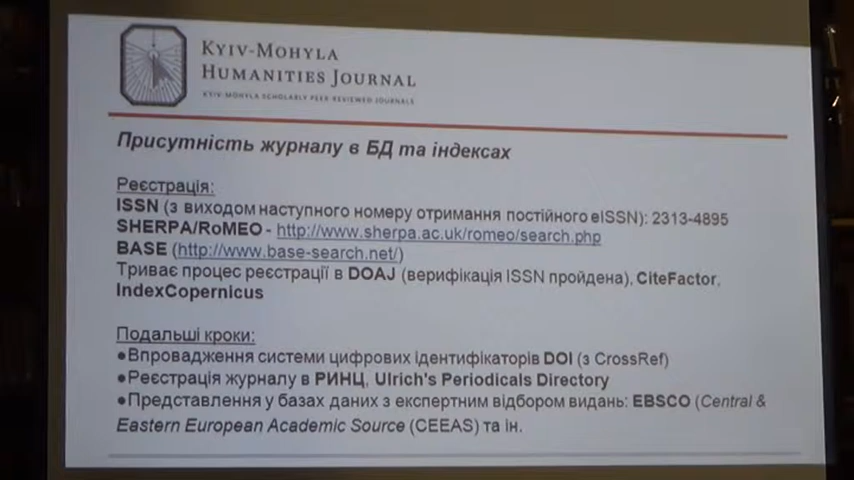 KYIV-MOHYLA
HUMANITIES JOURNAL
KYIV-MOHYLA SCHOLARLY PEER-REVIEWED JOURNALS
Присутність журналу в БД та індексах
Реєстрація:
ISSN (з виходом наступного номеру отримання постійного eISSN): 2313-4895
SHERPA/RoMEO - http://www.sherpa.ac.uk/romeo/search.php
BASE (http://www.base-search.net/)
Триває процес реєстрації в DOAJ (верифікація ISSN пройдена), CiteFactor,
IndexCopernicus
Подальші кроки:
●Впровадження системи цифрових ідентифікаторів DOI (з CrossRef)
●Реєстрація журналу в РИНЦ, Ulrich's Periodicals Directory
●Представлення у базах даних з експертним відбором видань: EBSCO (Central &
Eastern European Academic Source (CEEAS) та ін.